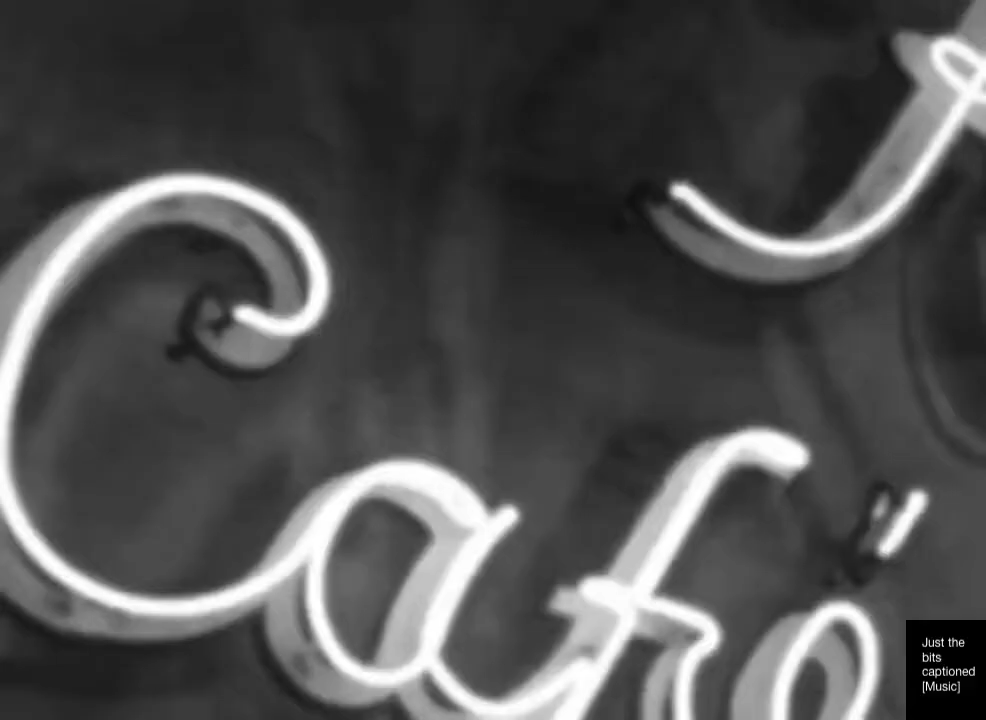 Café
Just the
bits
captioned
[Music]